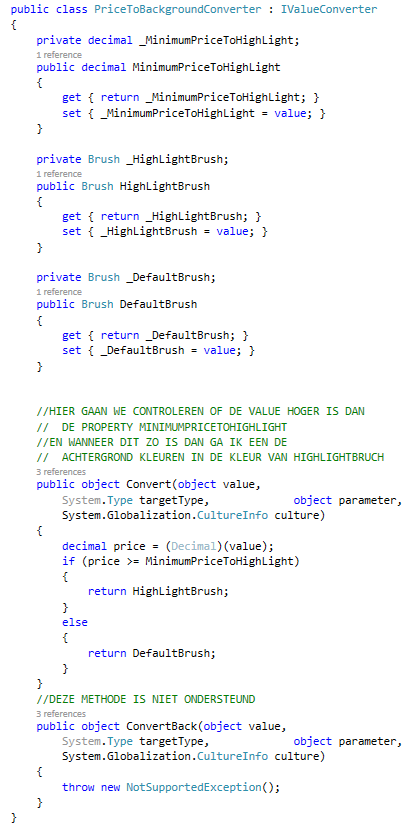 public class PriceToBackgroundConverter : IValueConverter
{
private decimal _MinimumPriceToHighLight;
1 reference
public decimal MinimumPriceToHighLight
{
get { return _MinimumPriceToHighLight; }
set { _MinimumPriceToHighLight = value; }
}
private Brush _HighLightBrush;
1 reference
public Brush HighLightBrush
{
get { return _HighLightBrush; }
set { _HighLightBrush = value; }
}
private Brush _DefaultBrush;
1 reference
public Brush DefaultBrush
{
get { return _DefaultBrush; }
set { _DefaultBrush = value; }
}
//HIER GAAN WE CONTROLEREN OF DE VALUE HOGER IS DAN
// DE PROPERTY MINIMUMPRICETOHIGHLIGHT
//EN WANNEER DIT ZO IS DAN GA IK EEN DE
// ACHTERGROND KLEUREN IN DE KLEUR VAN HIGHLIGHTBRUCH
3 references
public object Convert(object value,
System.Type targetType, object parameter,
System.Globalization.CultureInfo culture)
{
decimal price = (Decimal)(value);
if (price >= MinimumPriceToHighLight)
{
return HighLightBrush;
}
else
{
return DefaultBrush;
}
}
//DEZE METHODE IS NIET ONDERSTEUND
3 references
public object ConvertBack(object value,
System.Type targetType, object parameter,
System.Globalization.CultureInfo culture)
{
throw new NotSupportedException();
}
}